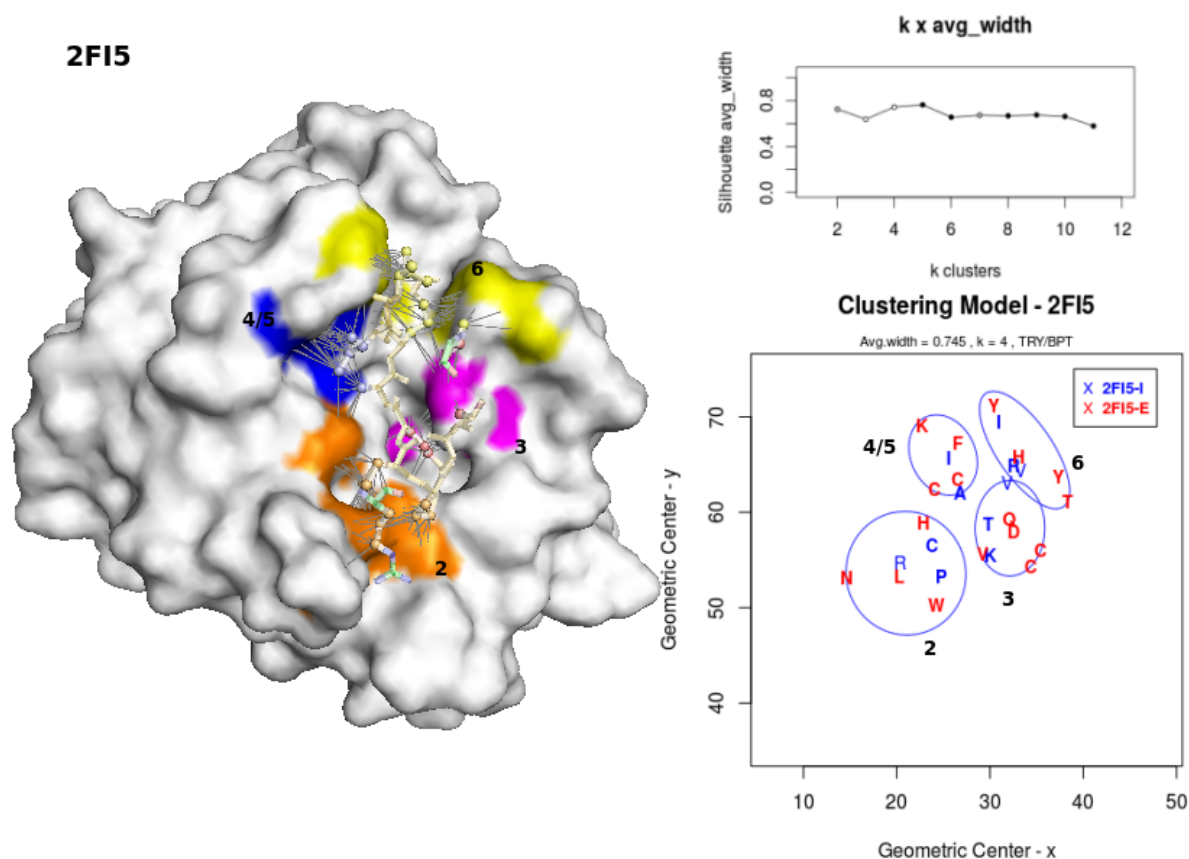 2FI5
4/5
6
3
2
k x avg_width
Silhouette avg_width
0.0
0.4
0.8
2
4
6
8
10
12
k clusters
Clustering Model - 2FI5
Avg.width = 0.745 , k = 4 , TRY/BPT
X 2FI5-I
X 2FI5-E
Geometric Center - y
70
60
50
40
4/5
K
F
I
C
C
A
6
Y
I
H
R
V
V
Y
T
3
T
Q
D
K
C
C
2
H
C
R
N
L
P
W
10
20
30
40
50
Geometric Center - x